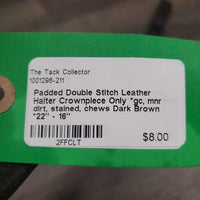 The Tack Collector
1001296-211
Padded Double Stitch Leather
Halter Crownpiece Only *gc, mnr
dirt, stained, chews Dark Brown
*22" - 16"
$8.00
2FFCLT